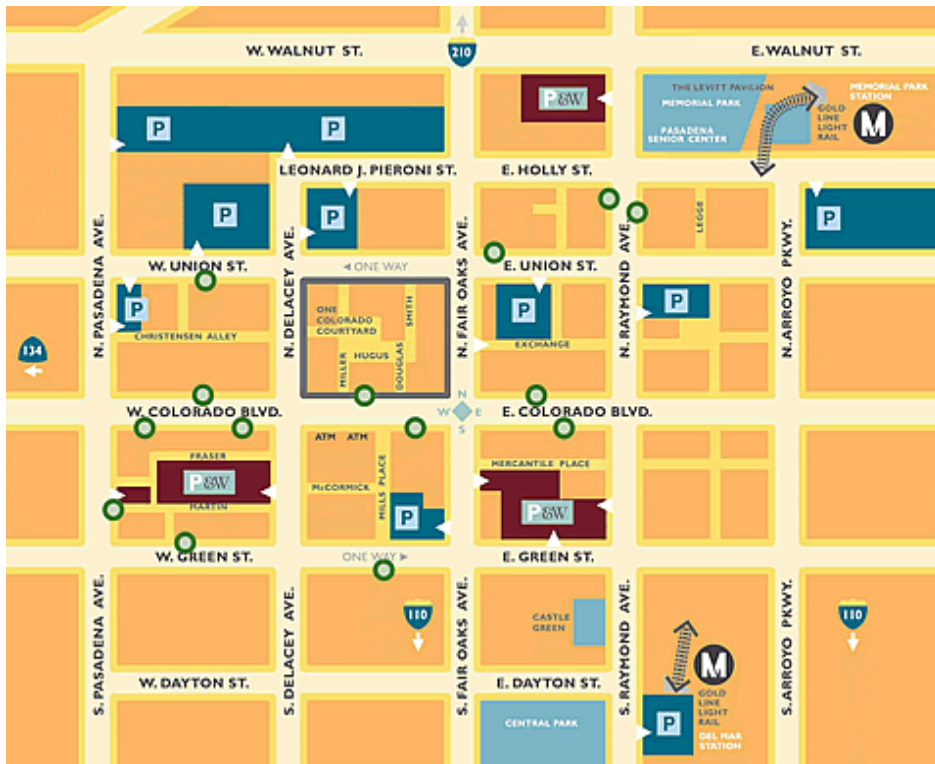 W. WALNUT ST.
210
E. WALNUT ST.
THE LEVITT PAVILION
MEMORIAL PARK
PASADENA
SENIOR CENTER
MEMORIAL PARK
STATION
GOLD
LINE
LIGHT
RAIL
M
P&W
P
P
LEONARD J. PIERONI ST.
E. HOLLY ST.
P
P
LEGGE
P
N. PASADENA AVE.
N. DELACEY AVE.
N. FAIR OAKS AVE.
N. RAYMOND AVE.
N. ARROYO PKWY.
W. UNION ST.
ONE WAY
E. UNION ST.
P
CHRISTENSEN ALLEY
ONE
COLORADO
COURTYARD
SMITH
MILLER
HUGUS
DOUGLAS
P
EXCHANGE
P
134
W. COLORADO BLVD.
N
W E
S
E. COLORADO BLVD.
FRASER
P&W
MARTIN
ATM ATM
MILLS PLACE
McCORMICK
P
MERCANTILE PLACE
P&W
W. GREEN ST.
ONE WAY
E. GREEN ST.
S. PASADENA AVE.
S. DELACEY AVE.
S. FAIR OAKS AVE.
S. RAYMOND AVE.
S. ARROYO PKWY.
110
CASTLE
GREEN
110
W. DAYTON ST.
E. DAYTON ST.
M
CENTRAL PARK
P
GOLD
LINE
LIGHT
RAIL
DEL MAR
STATION